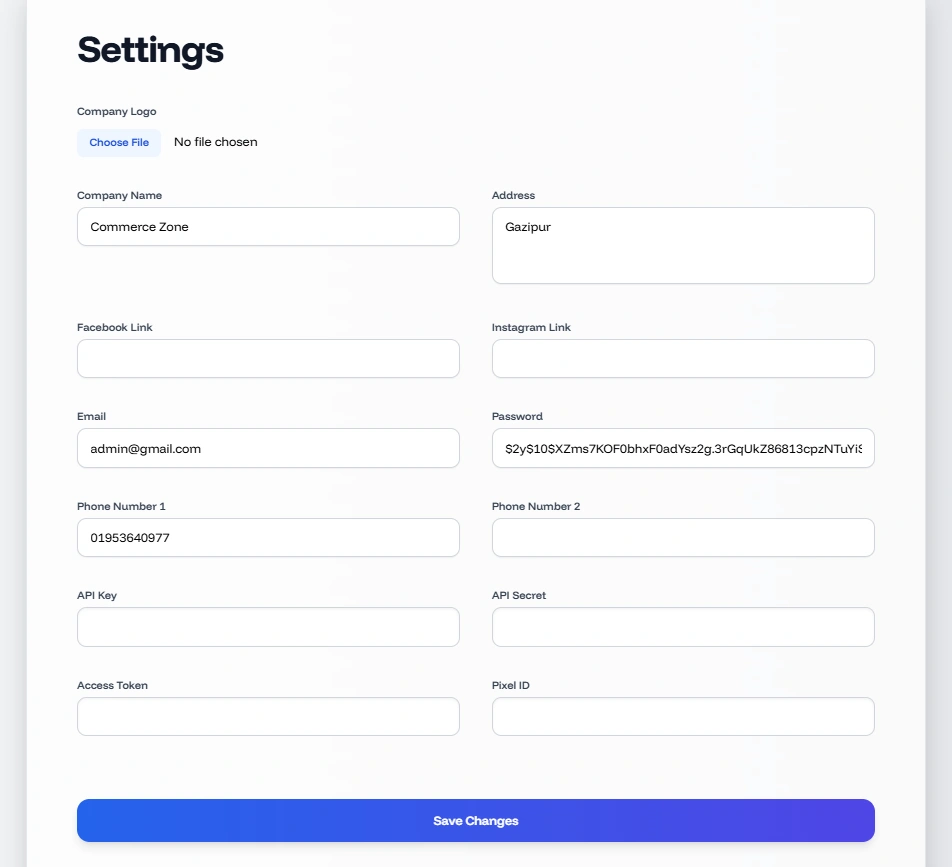 Settings
Company Logo
Choose File No file chosen
Company Name Address
Commerce Zone Gazipur
Facebook Link Instagram Link
Email Password
admin@gmail.com $2y$10$XZms7KOF0bhxF0adYsz2g.3rGqUkZ86813cpzNTuYiS
Phone Number 1 Phone Number 2
01953640977
API Key API Secret
Access Token Pixel ID
Save Changes